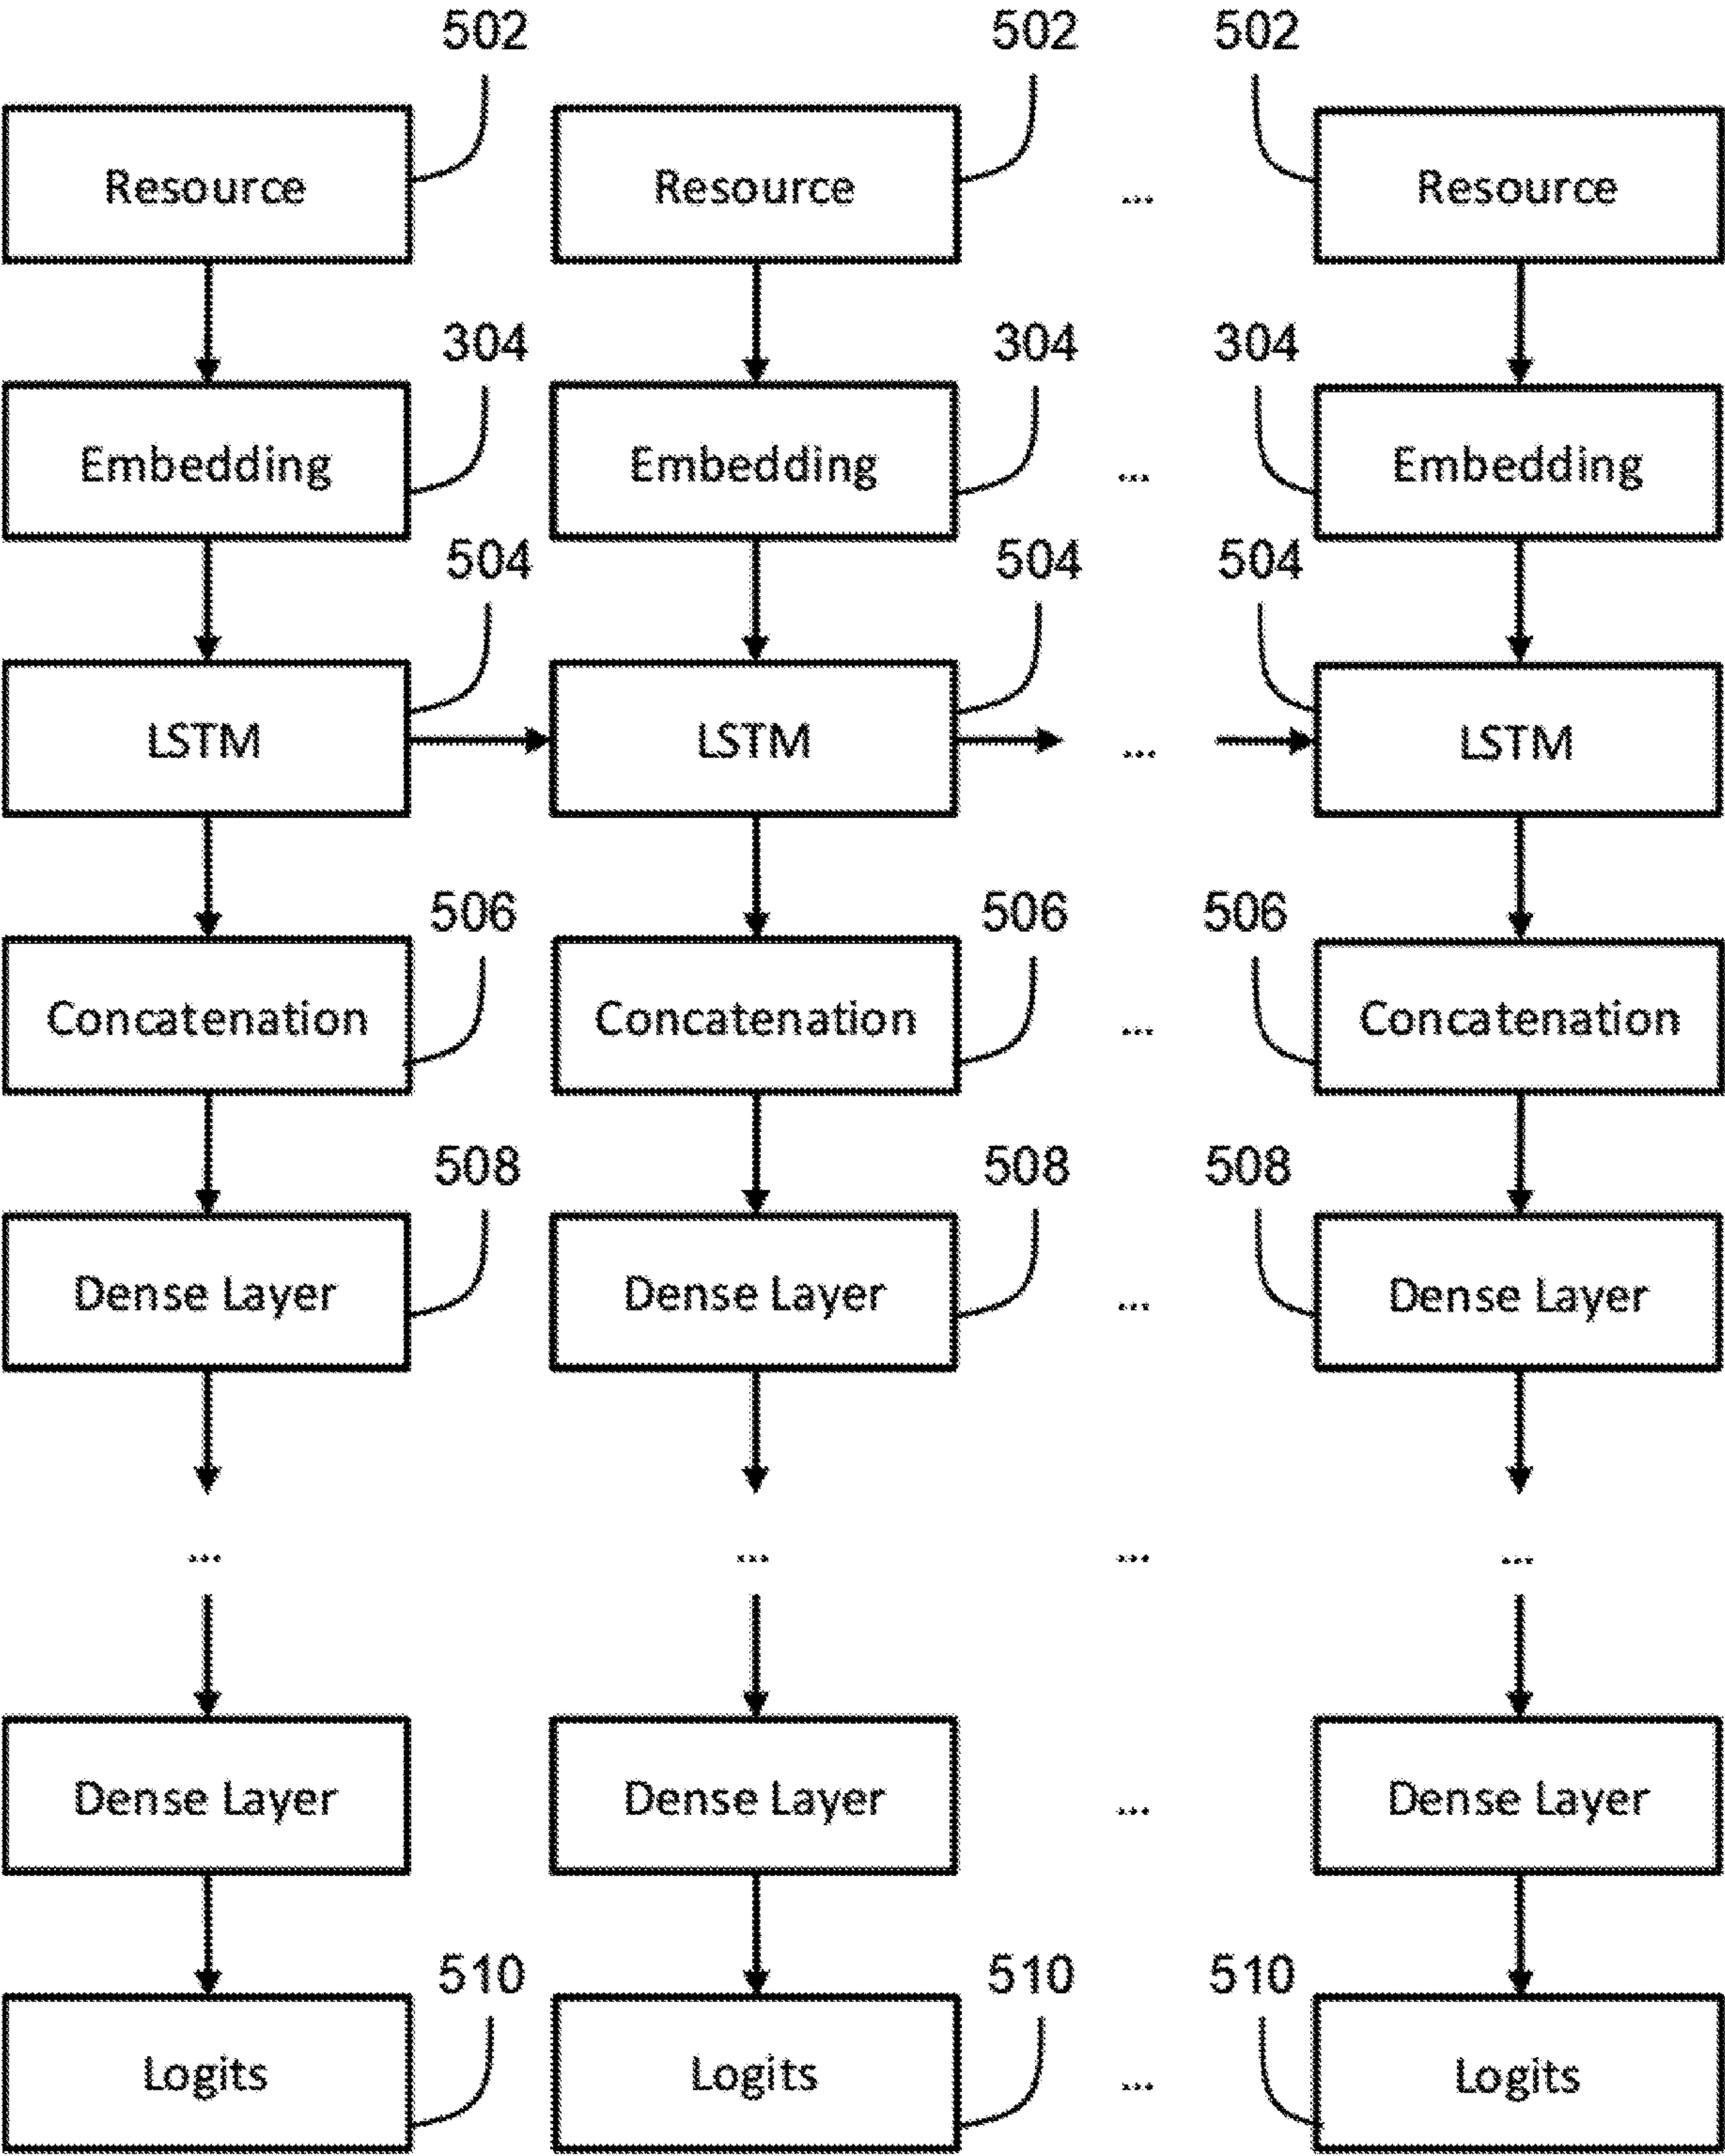 502 502 502
Resource Resource ... Resource
304 304 304
Embedding Embedding ... Embedding
504 504 504
LSTM LSTM ... LSTM
506 506 506
Concatenation Concatenation ... Concatenation
508 508 508
Dense Layer Dense Layer ... Dense Layer
... ... ... ...
Dense Layer Dense Layer ... Dense Layer
510 510 510
Logits Logits ... Logits